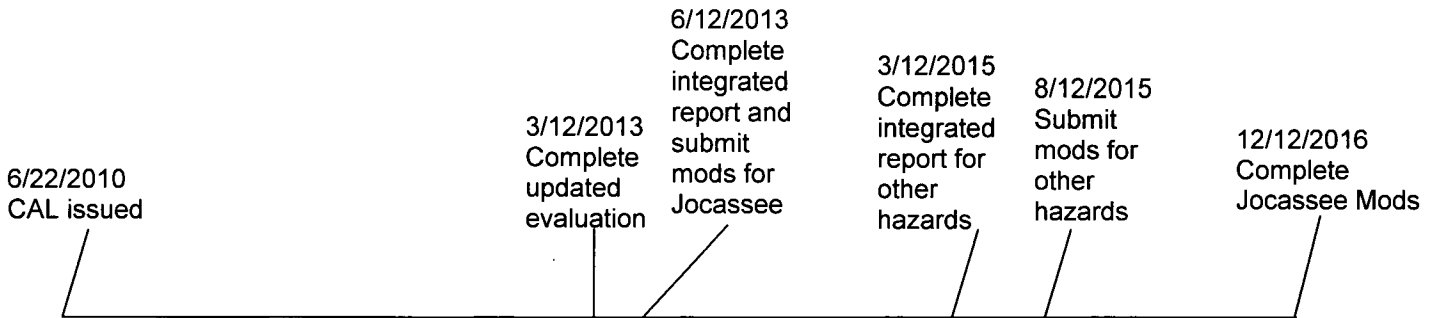 6/22/2010
CAL issued
3/12/2013
Complete
updated
evaluation
6/12/2013
Complete
integrated
report and
submit
mods for
Jocassee
3/12/2015
Complete
integrated
report for
other
hazards
8/12/2015
Submit
mods for
other
hazards
12/12/2016
Complete
Jocassee Mods